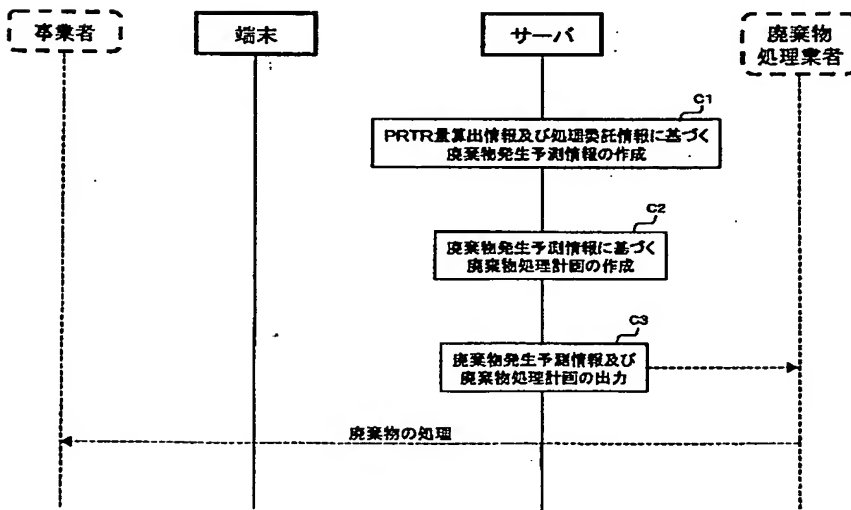 事業者
端末
サーバ
廃棄物
処理業者
C1
PRTR量算出情報及び処理委託情報に基づく
廃棄物発生予測情報の作成
C2
廃棄物発生予測情報に基づく
廃棄物処理計画の作成
C3
廃棄物発生予測情報及び
廃棄物処理計画の出力
廃棄物の処理